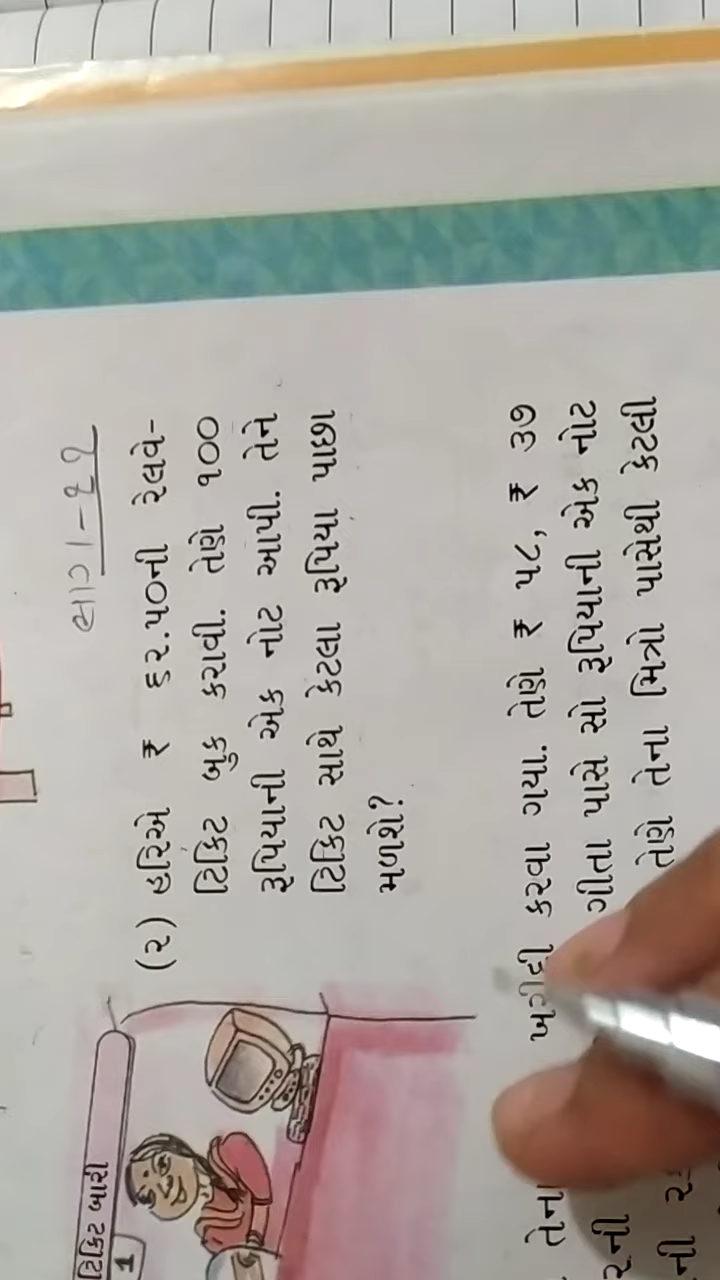 ભાગ-૨૧
(૨) હરિએ ₹ ૬૨.૫૦ની રેલવે-
ટિકિટ બુક કરાવી. તેણે ૧૦૦
રૂપિયાની એક નોટ આપી. તેને
ટિકિટ સાથે કેટલા રૂપિયા પાછા
મળશે?
ટિકિટ બારી
1
તેના ખરીદી કરવા ગયા. તેણે ₹ ૫૮, ₹ ૩૭
ની ગીતા પાસે સો રૂપિયાની એક નોટ
ની તેણે તેના મિત્રો પાસેથી કેટલી